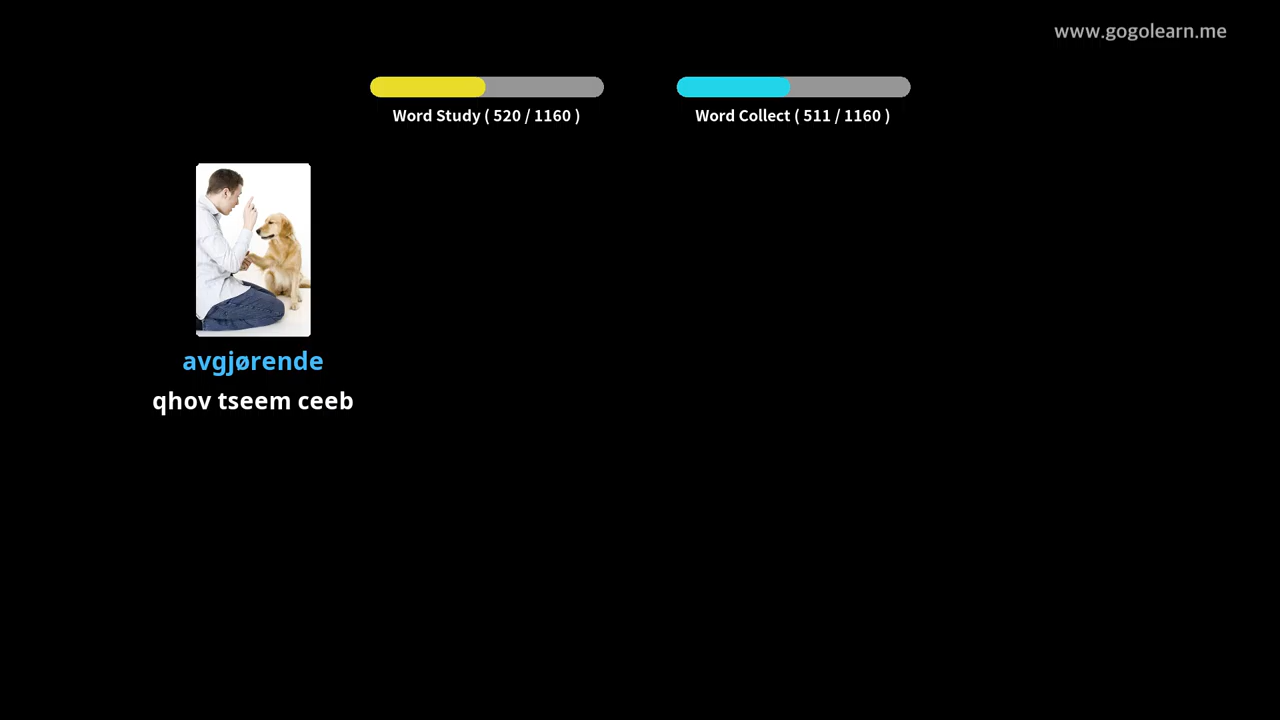 www.gogolearn.me
Word Study ( 520 / 1160 )
Word Collect ( 511 / 1160 )
avgjørende
qhov tseem ceeb